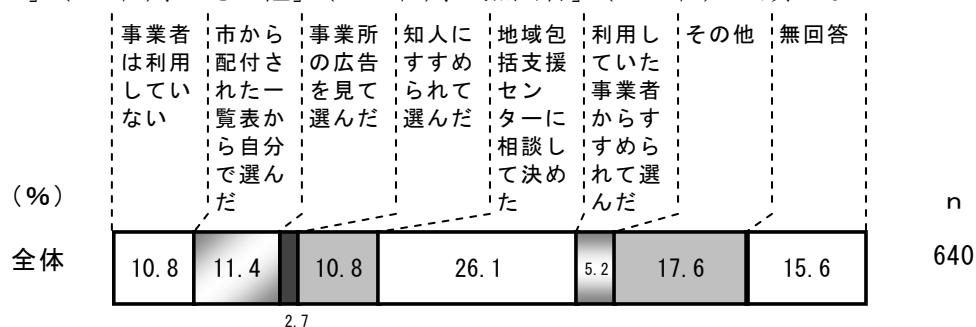 事業者
は利用
してい
ない
市から
配付さ
れた一
覧表か
ら自分
で選ん
だ
事業所
の広告
を見て
選んだ
知人に
すすめ
られて
選んだ
地域包
括支援
セン
ターに
相談し
て決め
た
利用し
ていた
事業者
からす
すめら
れて選
んだ
その他
無回答
(%)
n
全体 10.8 11.4 10.8 26.1 5.2 17.6 15.6 640
2.7